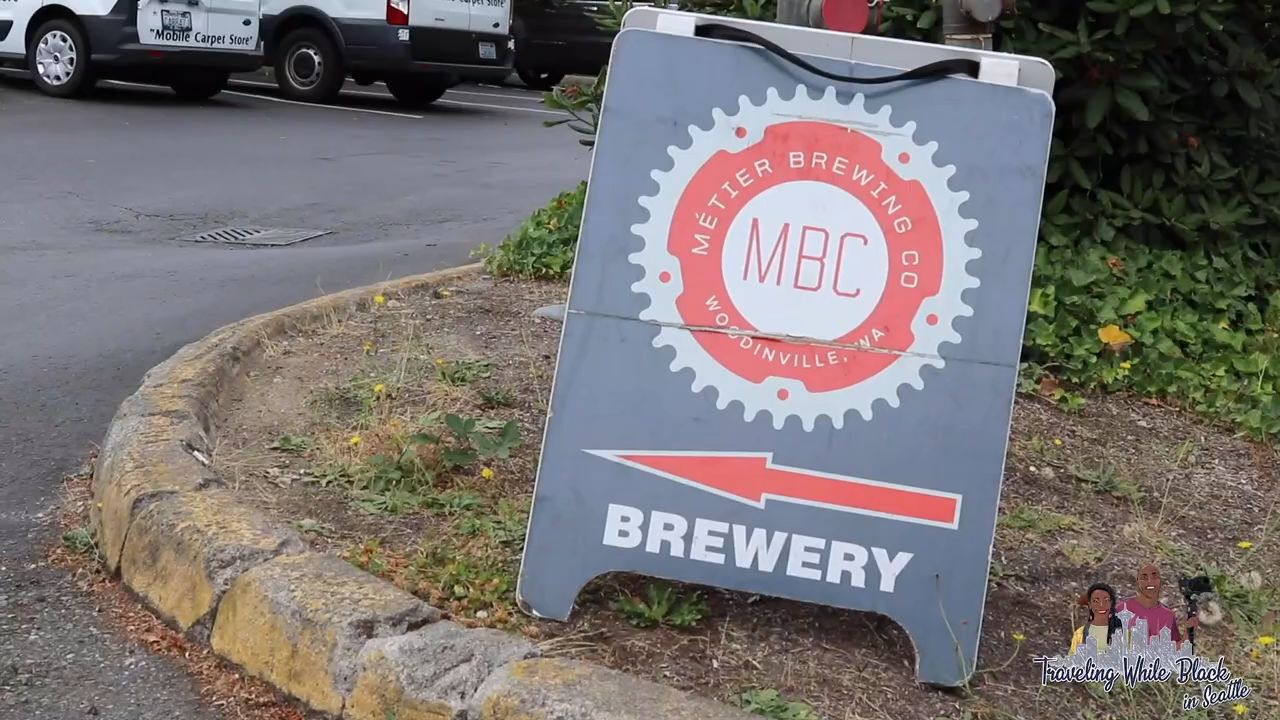 "Mobile Carpet Store"
MÉTIER BREWING CO
MBC
WOODINVILLE, WA
BREWERY
Traveling While Black
in Seattle